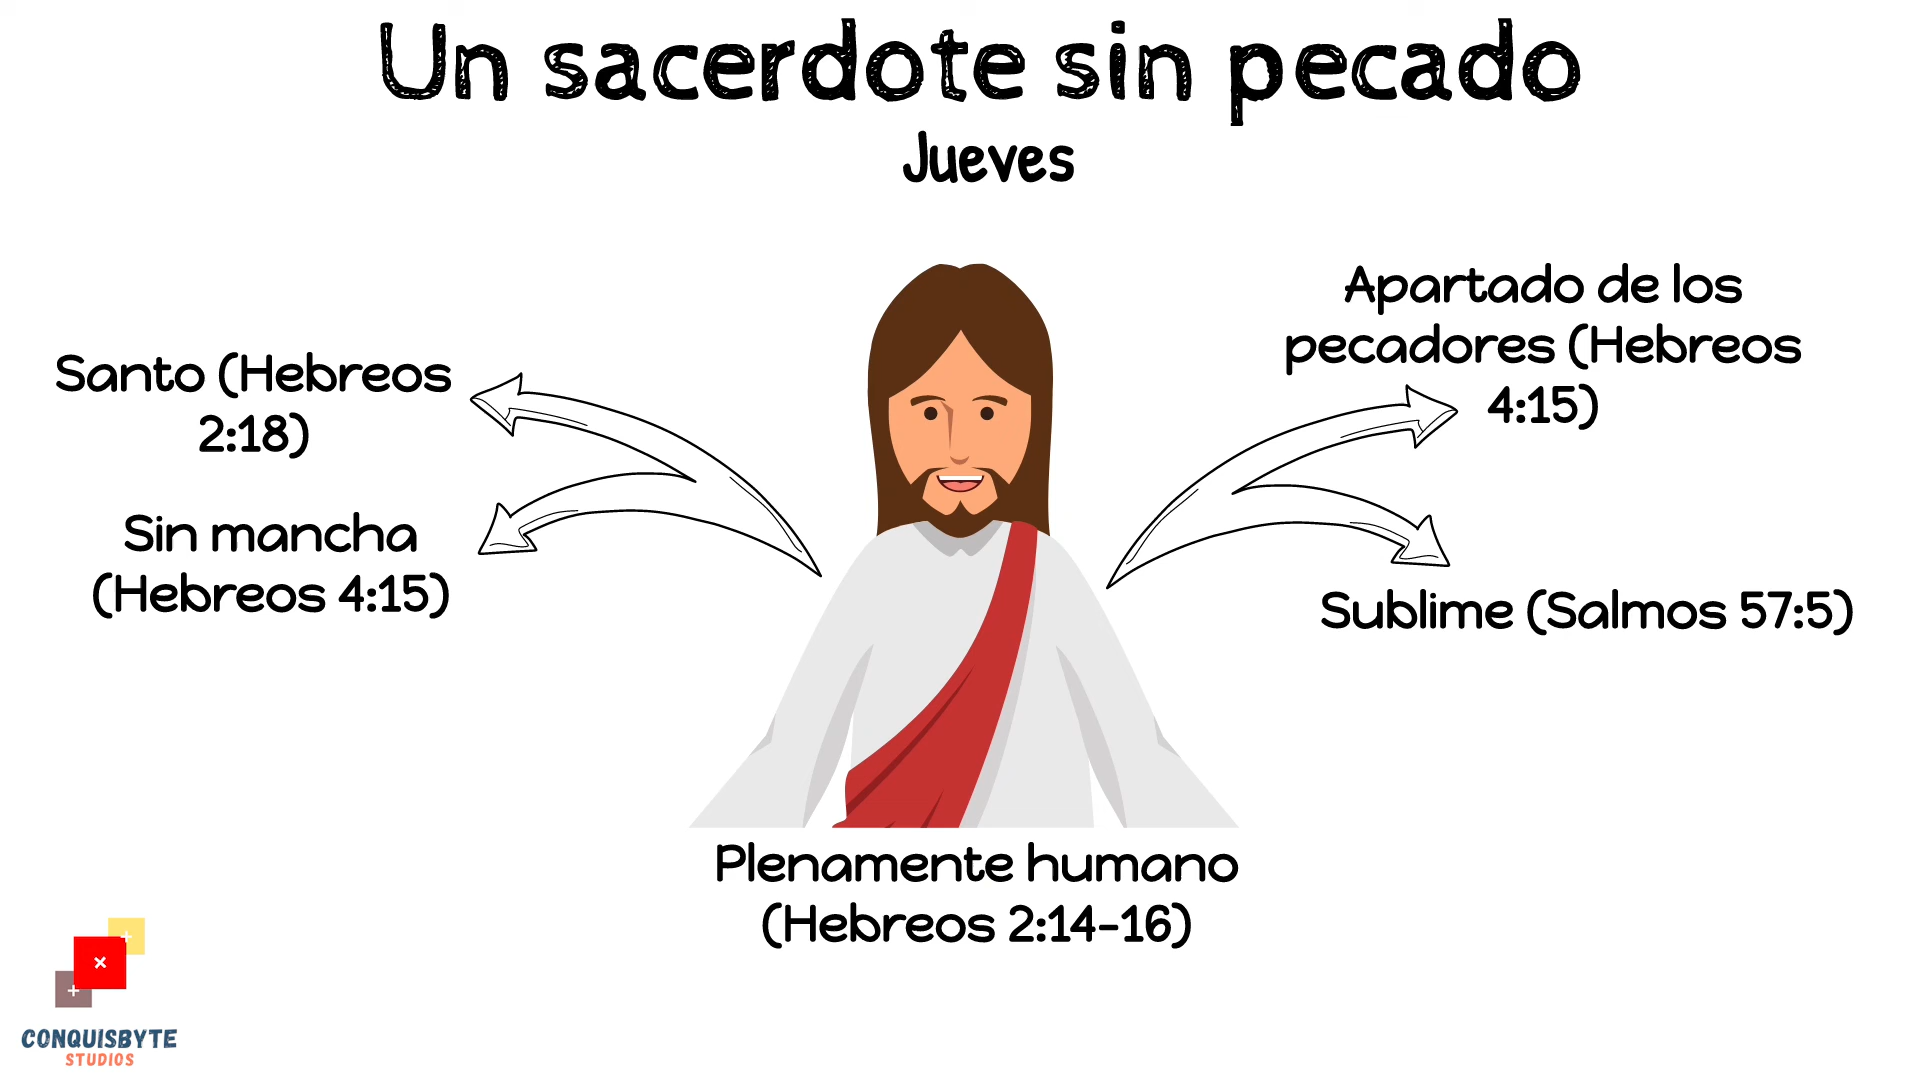 Un sacerdote sin pecado
Jueves
Santo (Hebreos
2:18)
Sin mancha
(Hebreos 4:15)
Apartado de los
pecadores (Hebreos
4:15)
Sublime (Salmos 57:5)
Plenamente humano
(Hebreos 2:14-16)
CONQUISBYTE
STUDIOS